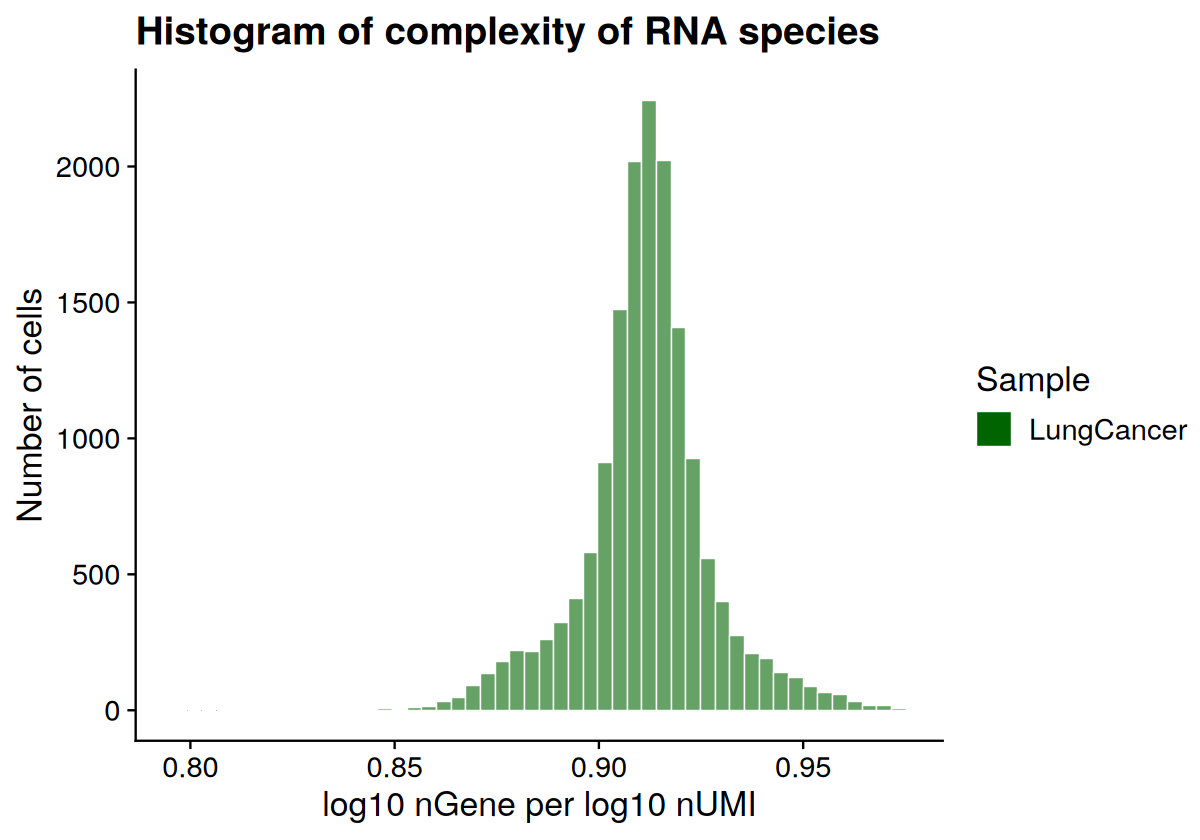 Histogram of complexity of RNA species
Number of cells
2000
1500
1000
500
0
0.80 0.85 0.90 0.95
log10 nGene per log10 nUMI
Sample
LungCancer